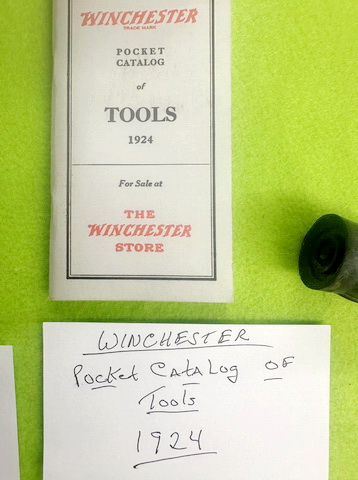 WINCHESTER
TRADE MARK
POCKET
CATALOG
of
TOOLS
1924
For Sale at
THE
WINCHESTER
STORE
WINCHESTER
Pocket CATALog OF
Tools
1924